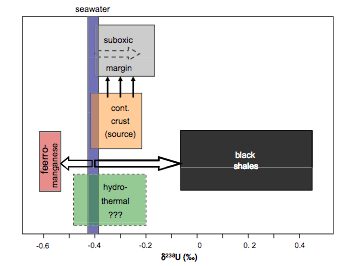 seawater
suboxic
margin
cont.
crust
(source)
feerro-
manganese
black
shales
hydro-
thermal
???
-0.6
-0.4
-0.2
0
0.2
0.4
δ²³⁸U (‰)